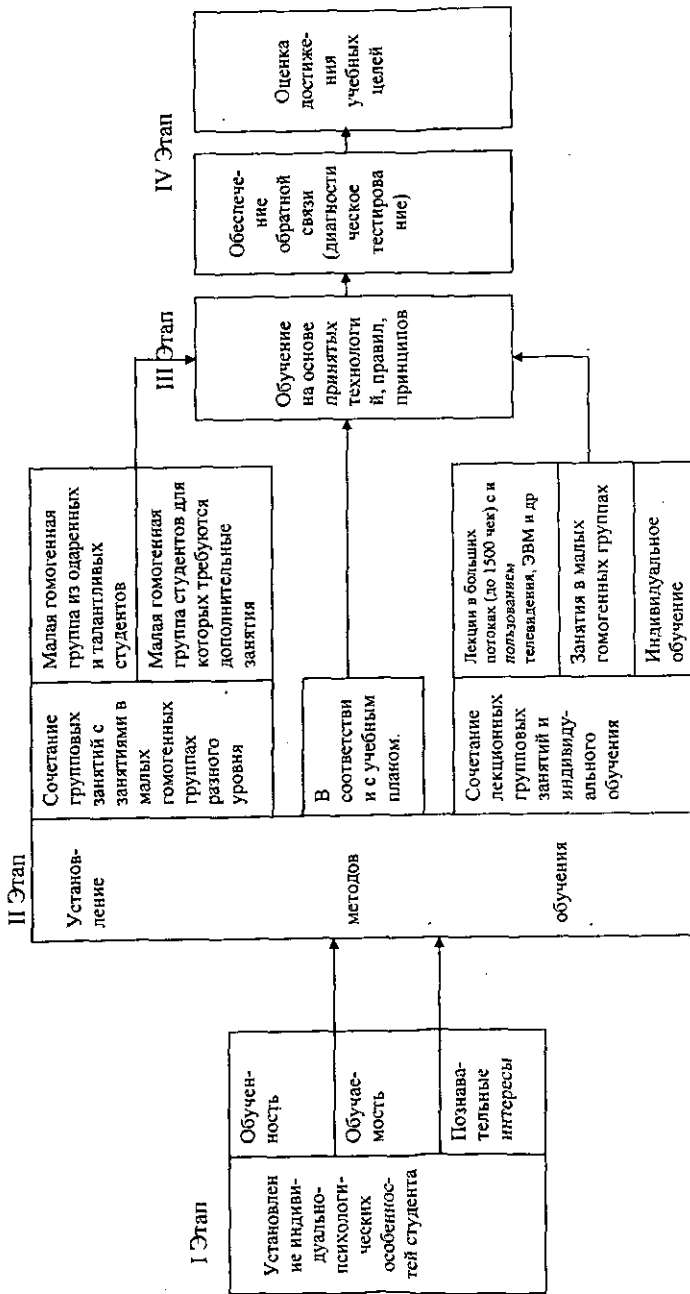 I Этап
Установлен
ие индиви-
дуально-
психологи-
ческих
особеннос-
тей студента
Обучен-
ность
Обучае-
мость
Познава-
тельные
интересы
II Этап
Установ-
ление
методов
обучения
Сочетание
групповых
занятий с
занятиями в
малых
гомогенных
группах
разного
уровня
Малая гомогенная
группа из одаренных
и талантливых
студентов
Малая гомогенная
группа студентов для
которых требуются
дополнительные
занятия
В
соответстви
и с учебным
планом.
Сочетание
лекционных
групповых
занятий и
индивиду-
ального
обучения
Лекции в больших
потоках (до 1500 чек) с и
пользованием
телевидения, ЭВМ и др
Занятия в малых
гомогенных группах
Индивидуальное
обучение
III Этап
Обучение
на основе
принятых
технологи
й, правил,
принципов
IV Этап
Обеспече-
ние
обратной
связи
(диагности
ческое
тестирова
ние)
Оценка
достиже-
ния
учебных
целей